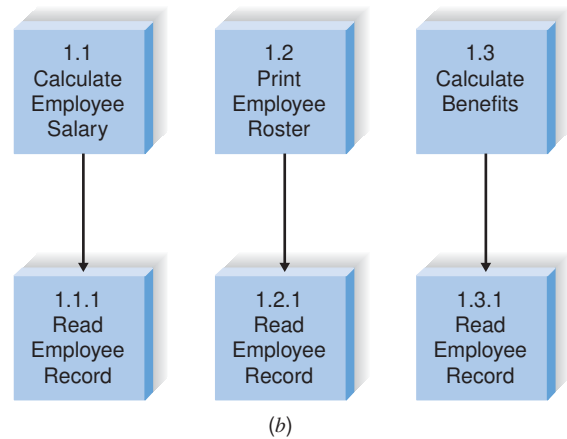 1.1
Calculate
Employee
Salary
1.2
Print
Employee
Roster
1.3
Calculate
Benefits
1.1.1
Read
Employee
Record
1.2.1
Read
Employee
Record
1.3.1
Read
Employee
Record
(b)